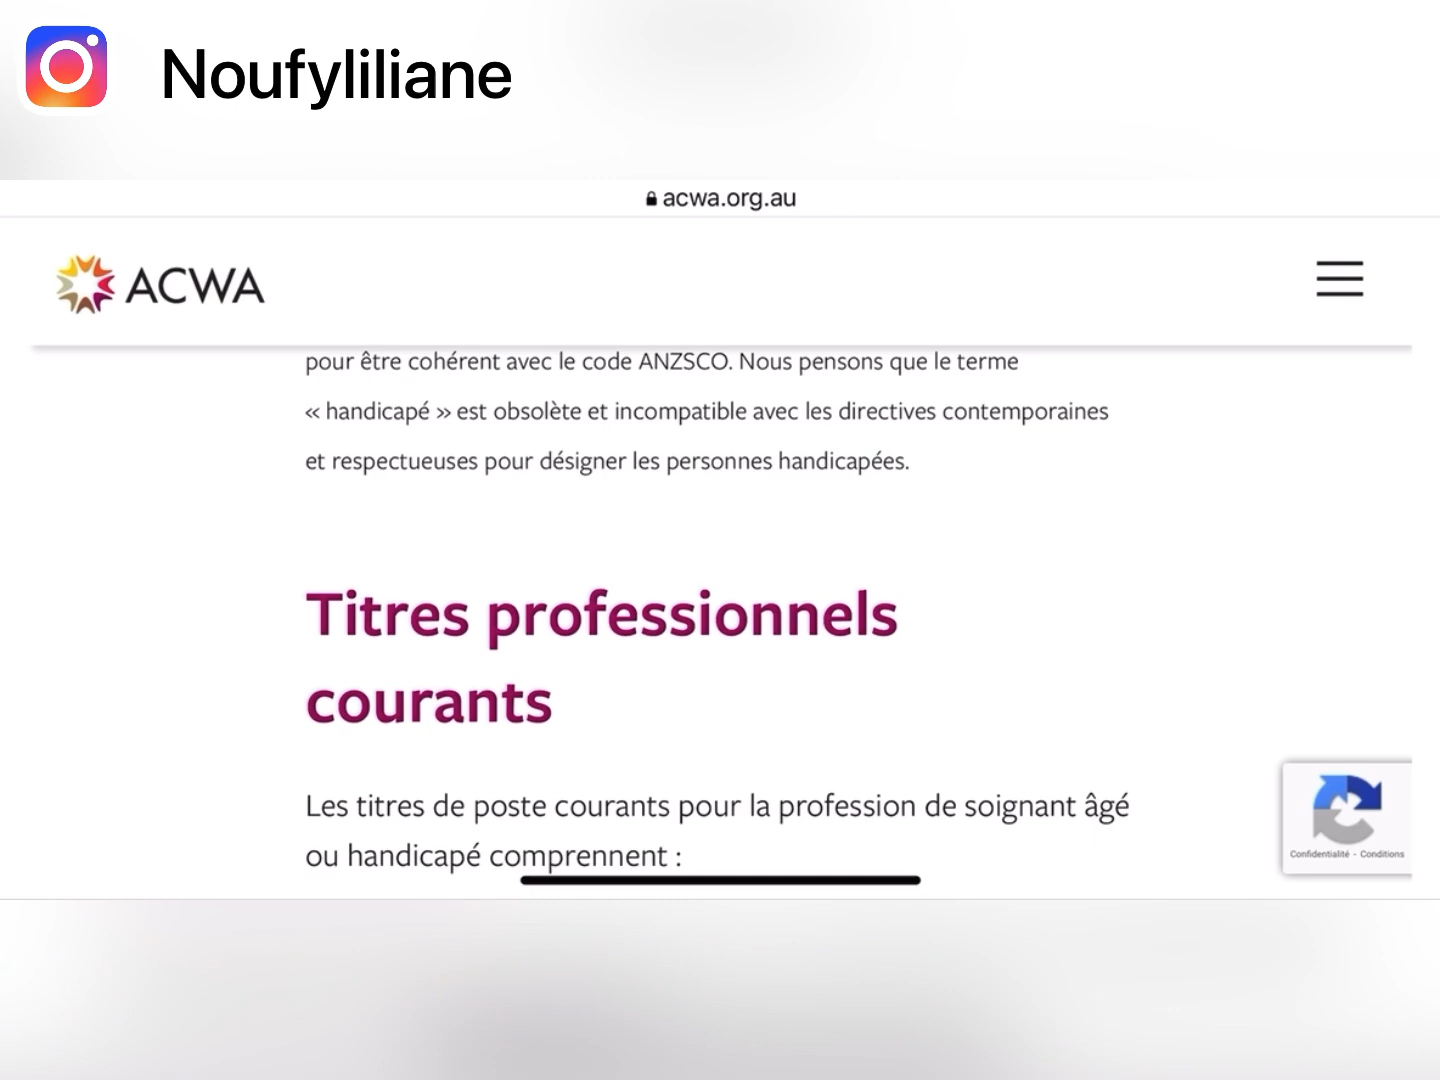 Noufyliliane
acwa.org.au
ACWA
pour être cohérent avec le code ANZSCO. Nous pensons que le terme
« handicapé » est obsolète et incompatible avec les directives contemporaines
et respectueuses pour désigner les personnes handicapées.
Titres professionnels
courants
Les titres de poste courants pour la profession de soignant âgé
ou handicapé comprennent :
Confidentialité - Conditions